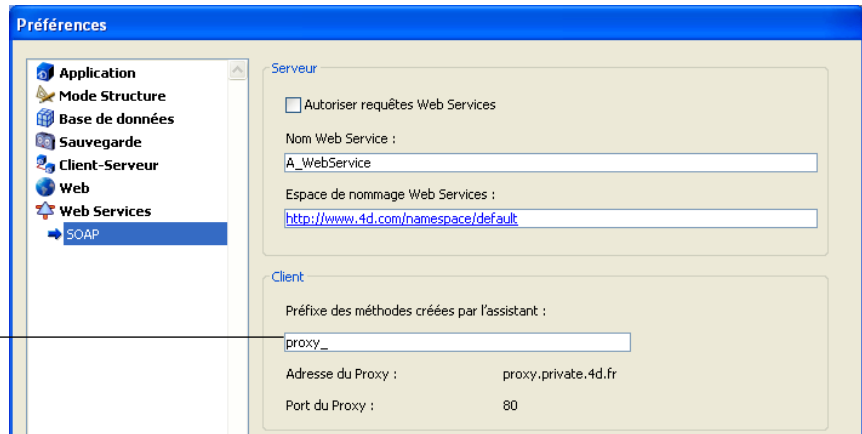 Préférences
Application
Mode Structure
Base de données
Sauvegarde
Client-Serveur
Web
Web Services
SOAP
Serveur
Autoriser requêtes Web Services
Nom Web Service :
A_WebService
Espace de nommage Web Services :
http://www.4d.com/namespace/default
Client
Préfixe des méthodes créées par l'assistant :
proxy_
Adresse du Proxy : proxy.private.4d.fr
Port du Proxy : 80